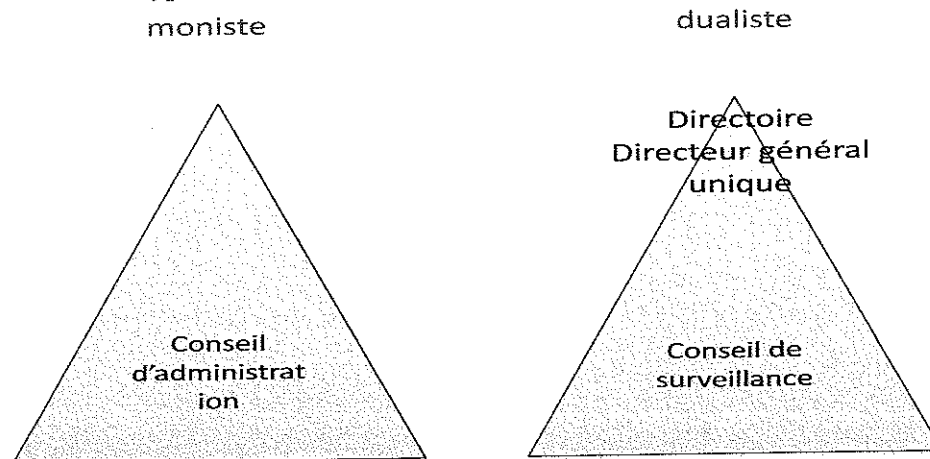 moniste
dualiste
Directoire
Directeur général
unique
Conseil
d'administrat
ion
Conseil de
surveillance